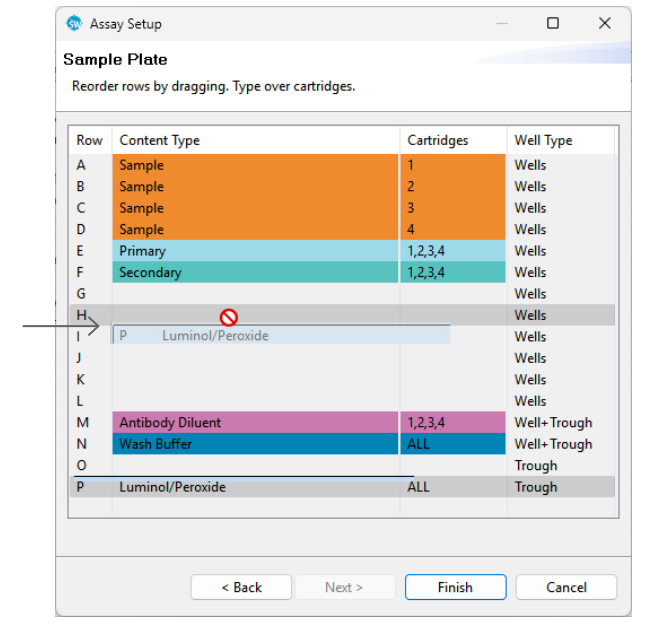 SW Assay Setup
Sample Plate
Reorder rows by dragging. Type over cartridges.
Row Content Type Cartridges Well Type
A Sample 1 Wells
B Sample 2 Wells
C Sample 3 Wells
D Sample 4 Wells
E Primary 1,2,3,4 Wells
F Secondary 1,2,3,4 Wells
G Wells
H Wells
I Wells
P Luminol/Peroxide
J Wells
K Wells
L Wells
M Antibody Diluent 1,2,3,4 Well+Trough
N Wash Buffer ALL Well+Trough
O Trough
P Luminol/Peroxide ALL Trough
< Back Next > Finish Cancel